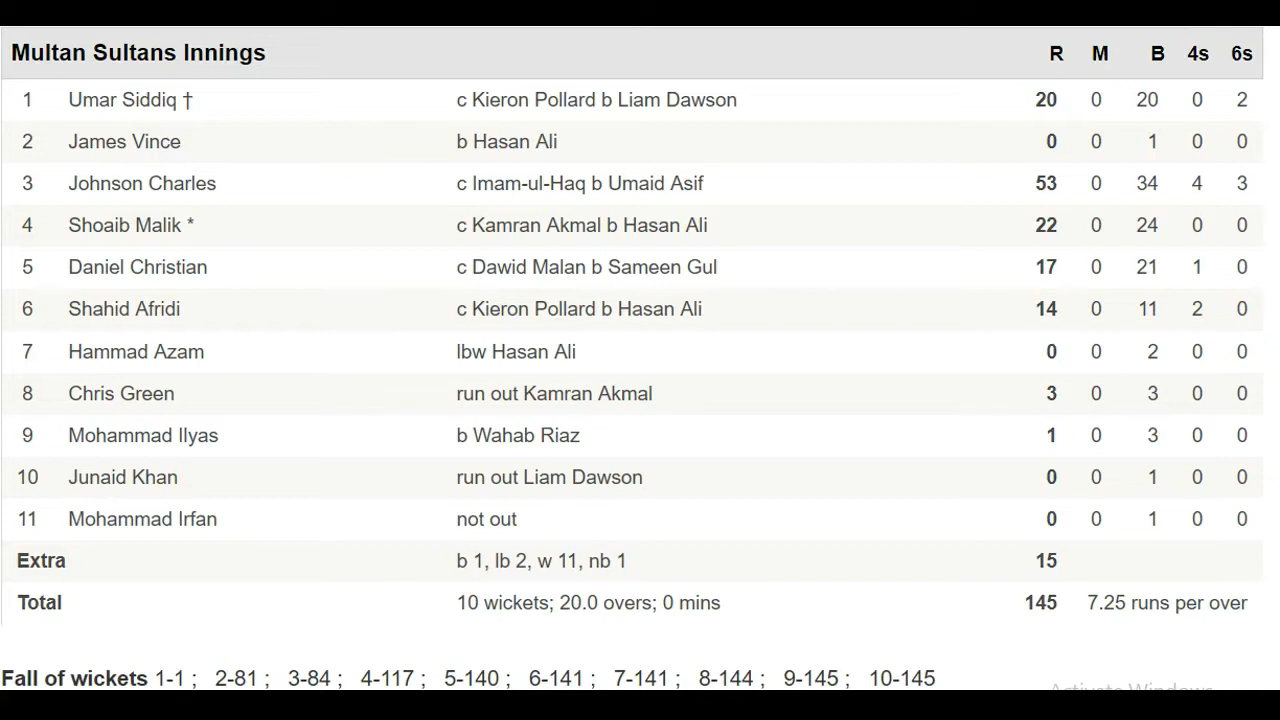 Multan Sultans Innings R M B 4s 6s
1 Umar Siddiq † c Kieron Pollard b Liam Dawson 20 0 20 0 2
2 James Vince b Hasan Ali 0 0 1 0 0
3 Johnson Charles c Imam-ul-Haq b Umaid Asif 53 0 34 4 3
4 Shoaib Malik * c Kamran Akmal b Hasan Ali 22 0 24 0 0
5 Daniel Christian c Dawid Malan b Sameen Gul 17 0 21 1 0
6 Shahid Afridi c Kieron Pollard b Hasan Ali 14 0 11 2 0
7 Hammad Azam lbw Hasan Ali 0 0 2 0 0
8 Chris Green run out Kamran Akmal 3 0 3 0 0
9 Mohammad Ilyas b Wahab Riaz 1 0 3 0 0
10 Junaid Khan run out Liam Dawson 0 0 1 0 0
11 Mohammad Irfan not out 0 0 1 0 0
Extra b 1, lb 2, w 11, nb 1 15
Total 10 wickets; 20.0 overs; 0 mins 145 7.25 runs per over
Fall of wickets 1-1 ; 2-81 ; 3-84 ; 4-117 ; 5-140 ; 6-141 ; 7-141 ; 8-144 ; 9-145 ; 10-145
Activate Windows